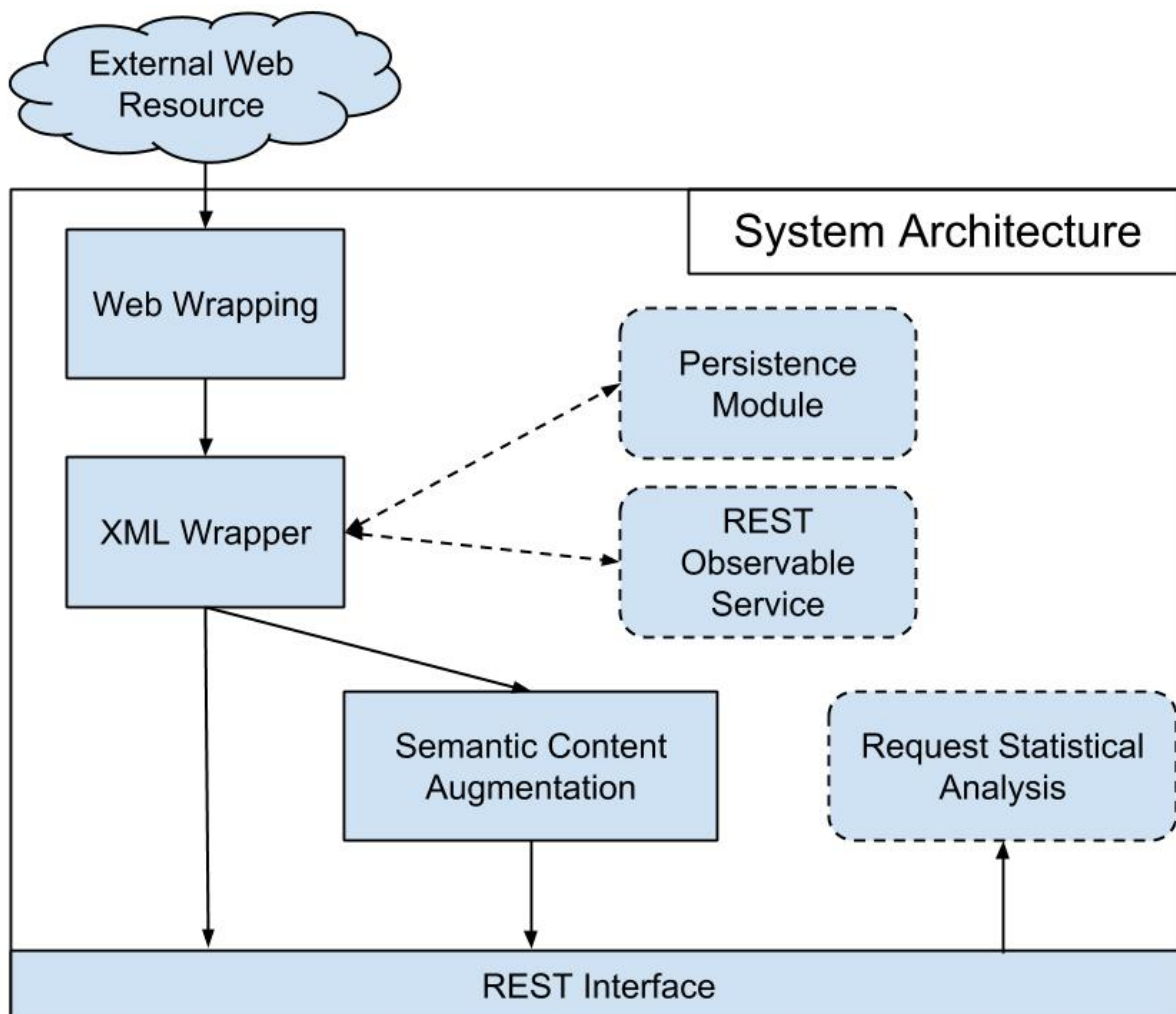 External Web
Resource
System Architecture
Web Wrapping
Persistence
Module
XML Wrapper
REST
Observable
Service
Semantic Content
Augmentation
Request Statistical
Analysis
REST Interface